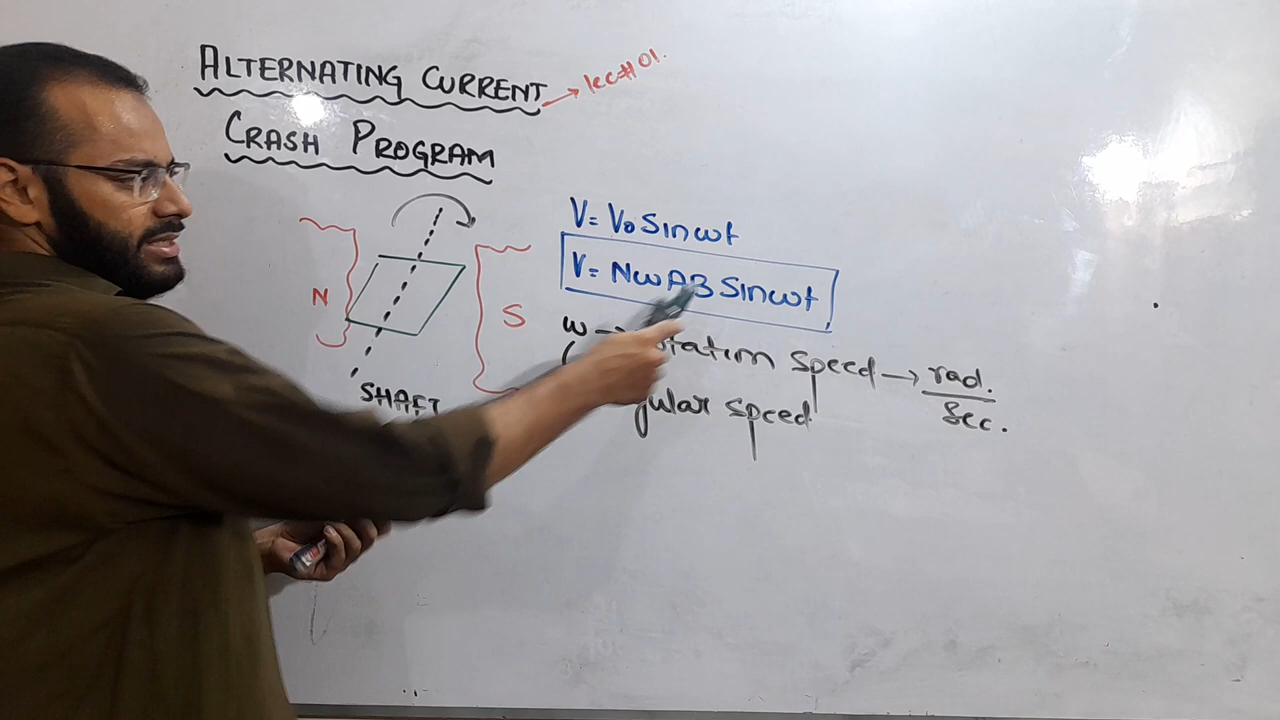 ALTERNATING CURRENT → lec# 01.
CRASH PROGRAM
V = V₀ Sinωt
V = NωAB Sinωt
N
S
ω → Speed → rad.
Sec.
speed
SHAFT